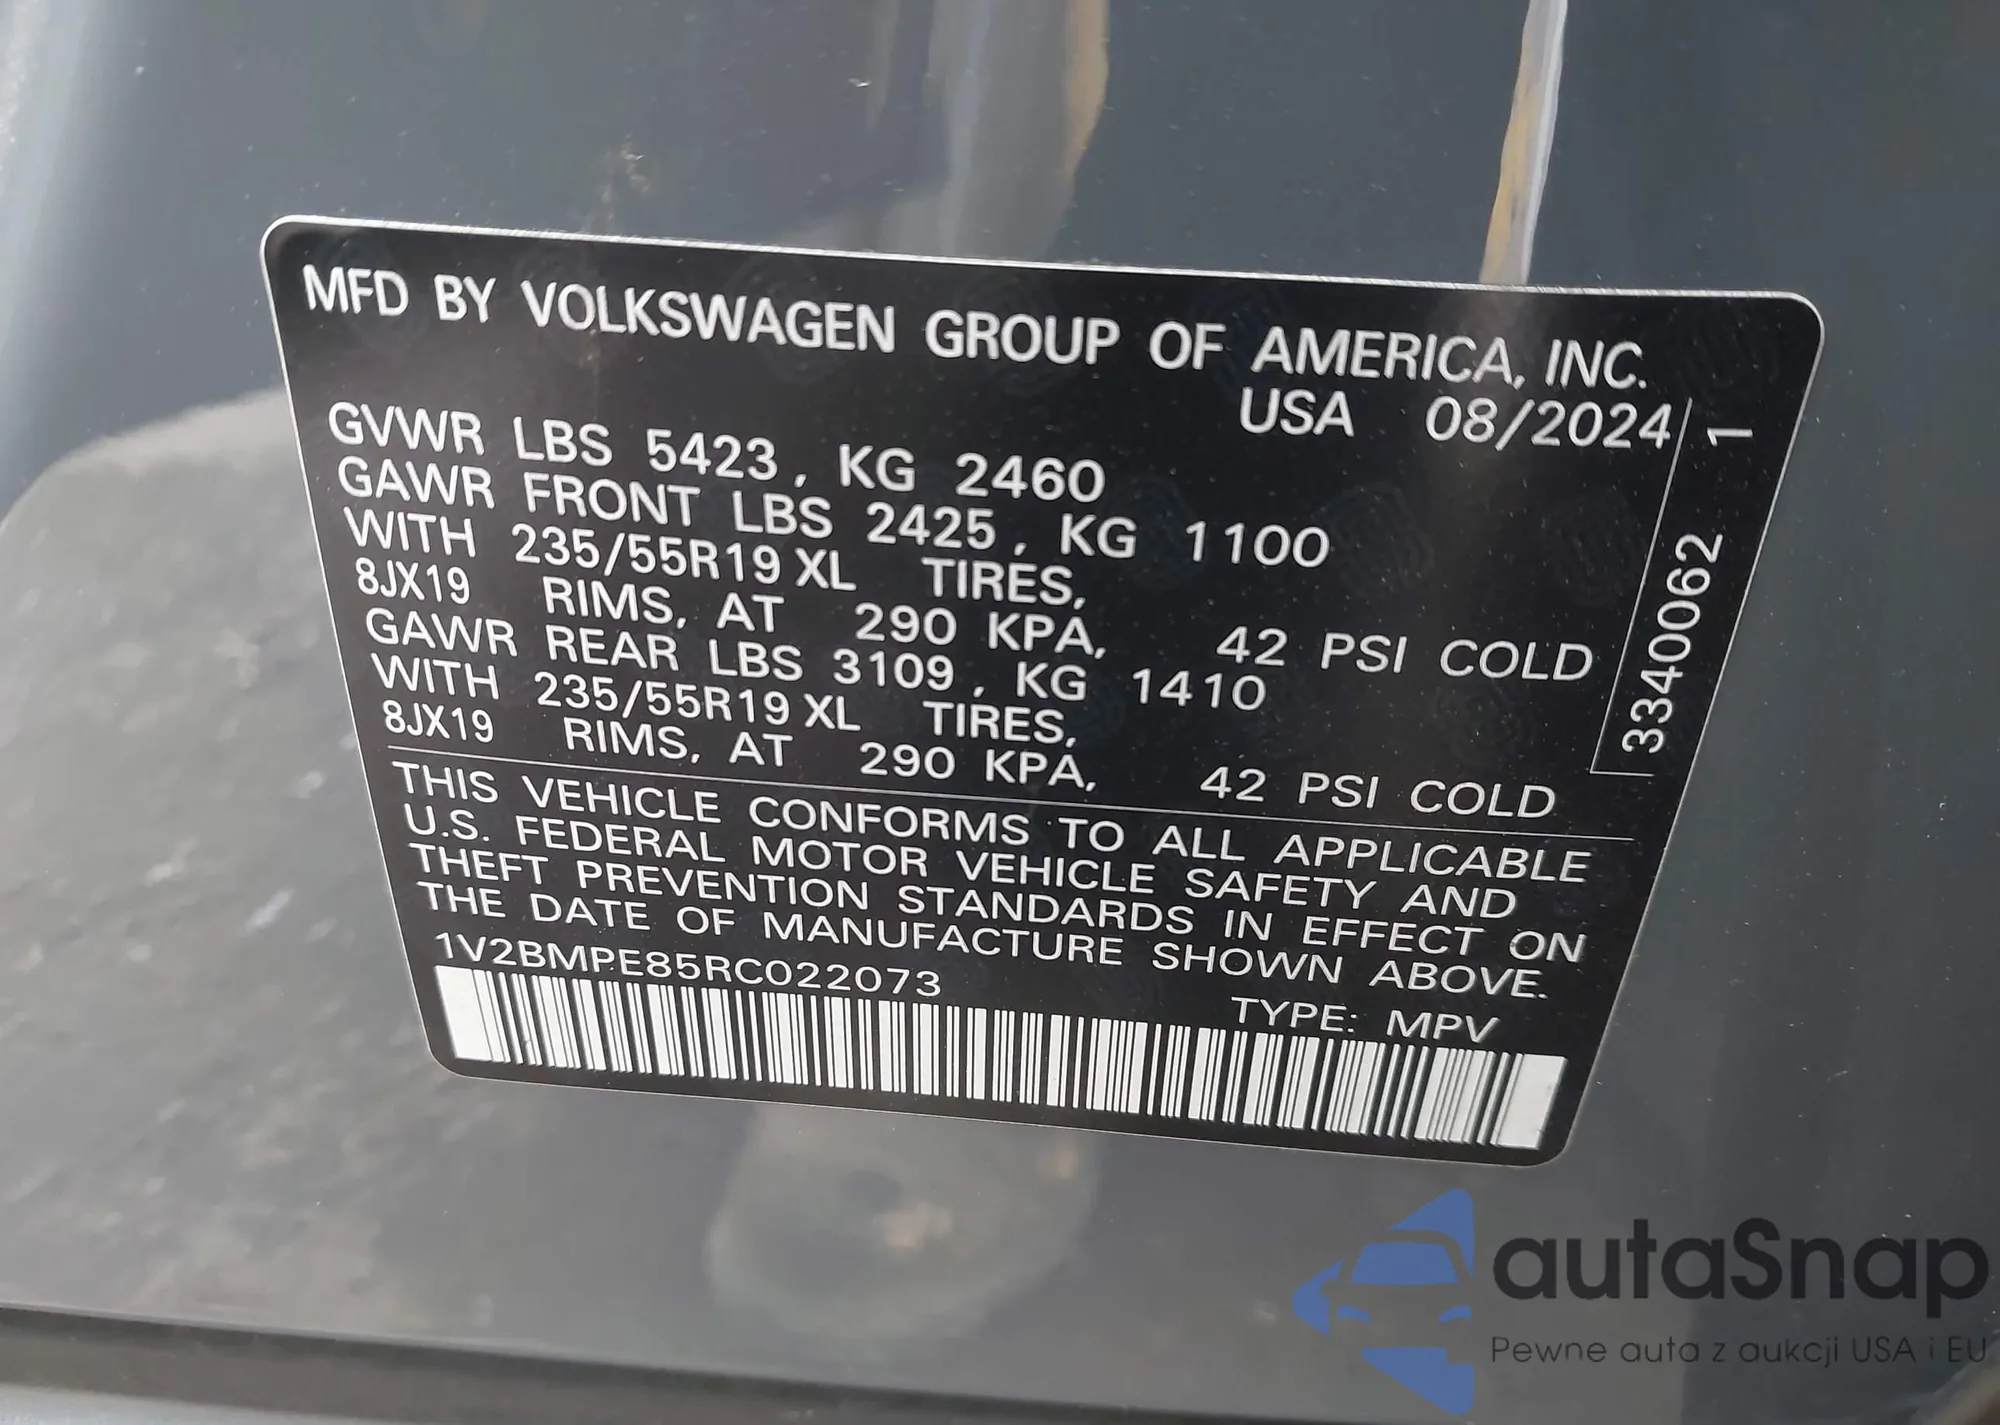 MFD BY VOLKSWAGEN GROUP OF AMERICA, INC.
USA 08/2024
GVWR LBS 5423, KG 2460
GAWR FRONT LBS 2425, KG 1100
WITH 235/55R19 XL TIRES,
8JX19 RIMS, AT 290 KPA, 42 PSI COLD
GAWR REAR LBS 3109, KG 1410
WITH 235/55R19 XL TIRES,
8JX19 RIMS, AT 290 KPA, 42 PSI COLD
3340062 1
THIS VEHICLE CONFORMS TO ALL APPLICABLE
U.S. FEDERAL MOTOR VEHICLE SAFETY AND
THEFT PREVENTION STANDARDS IN EFFECT ON
THE DATE OF MANUFACTURE SHOWN ABOVE.
1V2BMPE85RC022073
TYPE: MPV
autaSnap
Pewne auta z aukcji USA i EU